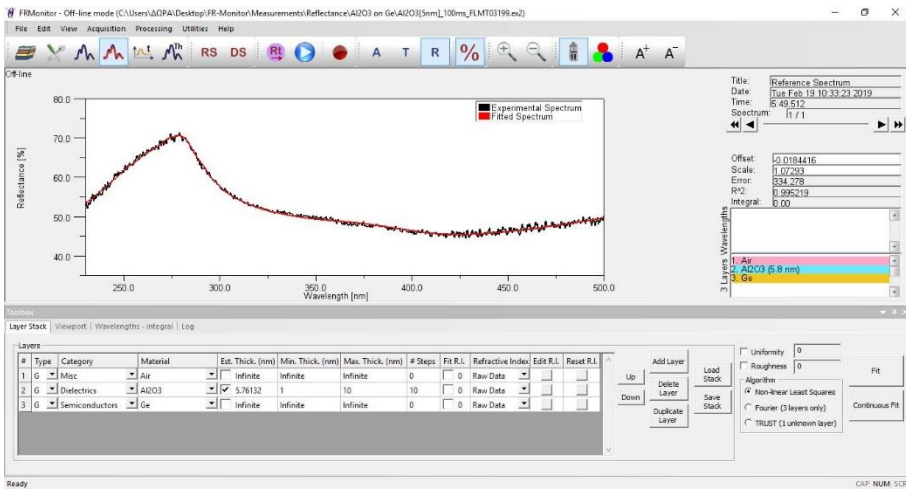 FRMonitor - Off-line mode (C:\Users\ΔΟΡΑ\Desktop\FR-Monitor\Measurements\Reflectance\Al2O3 on Ge\Al2O3[5nm]_100ms_FLMT03199.ex2)
File Edit View Acquisition Processing Utilities Help
Th RS DS Rt A T R % A+ A-
Off-line
Title: Reference Spectrum
Date: Tue Feb 19 10:33:23 2019
Time: 5:49.512
Spectrum: 1 / 1
Offset: -0.0184416
Scale: 1.07293
Error: 334.278
R^2: 0.995219
Integral: 0.00
Wavelengths
3 Layers
1. Air
2. Al2O3 (5.8 nm)
3. Ge
Experimental Spectrum
Fitted Spectrum
Reflectance [%]
80.0
70.0
60.0
50.0
40.0
250.0 300.0 350.0 400.0 450.0 500.0
Wavelength [nm]
Toolbox
Layer Stack Viewport Wavelengths - Integral Log
Layers
# Type Category Material Est. Thick. (nm) Min. Thick. (nm) Max. Thick. (nm) # Steps Fit R.I. Refractive Index Edit R.I. Reset R.I.
1 G Misc Air Infinite Infinite Infinite 0 0 Raw Data
2 G Dielectrics Al2O3 5.76132 1 10 10 0 Raw Data
3 G Semiconductors Ge Infinite Infinite Infinite 0 0 Raw Data
Up
Down
Add Layer
Delete Layer
Duplicate Layer
Load Stack
Save Stack
Uniformity 0
Roughness 0
Algorithm
Non-linear Least Squares
Fourier (3 layers only)
TRUST (1 unknown layer)
Fit
Continuous Fit
Ready
CAP NUM SCR